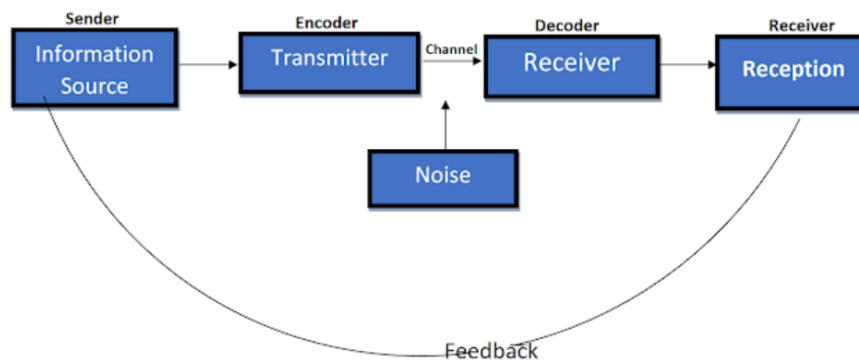 Sender
Encoder
Decoder
Receiver
Information
Source
Transmitter
Channel
Receiver
Reception
Noise
Feedback